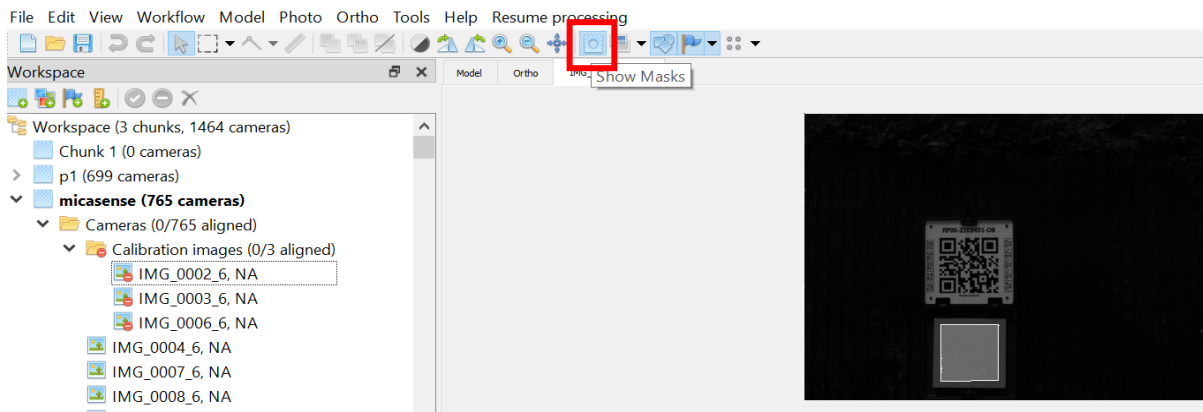 File Edit View Workflow Model Photo Ortho Tools Help Resume processing
Workspace
Model Ortho
Show Masks
Workspace (3 chunks, 1464 cameras)
Chunk 1 (0 cameras)
p1 (699 cameras)
micasense (765 cameras)
Cameras (0/765 aligned)
Calibration images (0/3 aligned)
IMG_0002_6, NA
IMG_0003_6, NA
IMG_0006_6, NA
IMG_0004_6, NA
IMG_0007_6, NA
IMG_0008_6, NA